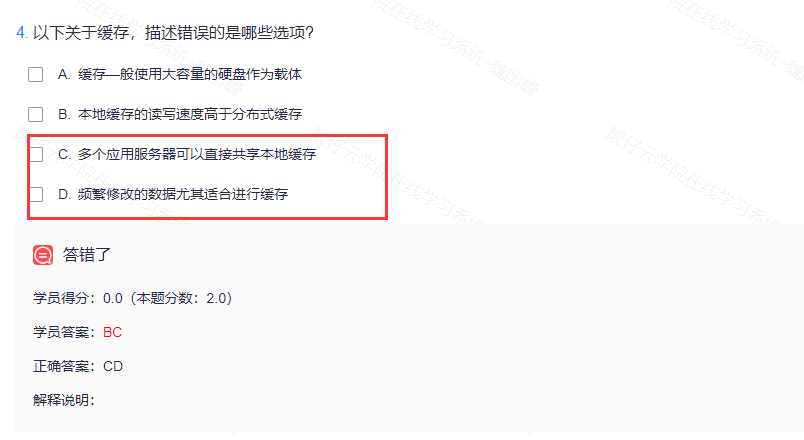 4. 以下关于缓存，描述错误的是哪些选项？
A. 缓存一般使用大容量的硬盘作为载体
B. 本地缓存的读写速度高于分布式缓存
C. 多个应用服务器可以直接共享本地缓存
D. 频繁修改的数据尤其适合进行缓存
答错了
学员得分：0.0（本题分数：2.0）
学员答案：BC
正确答案：CD
解释说明：